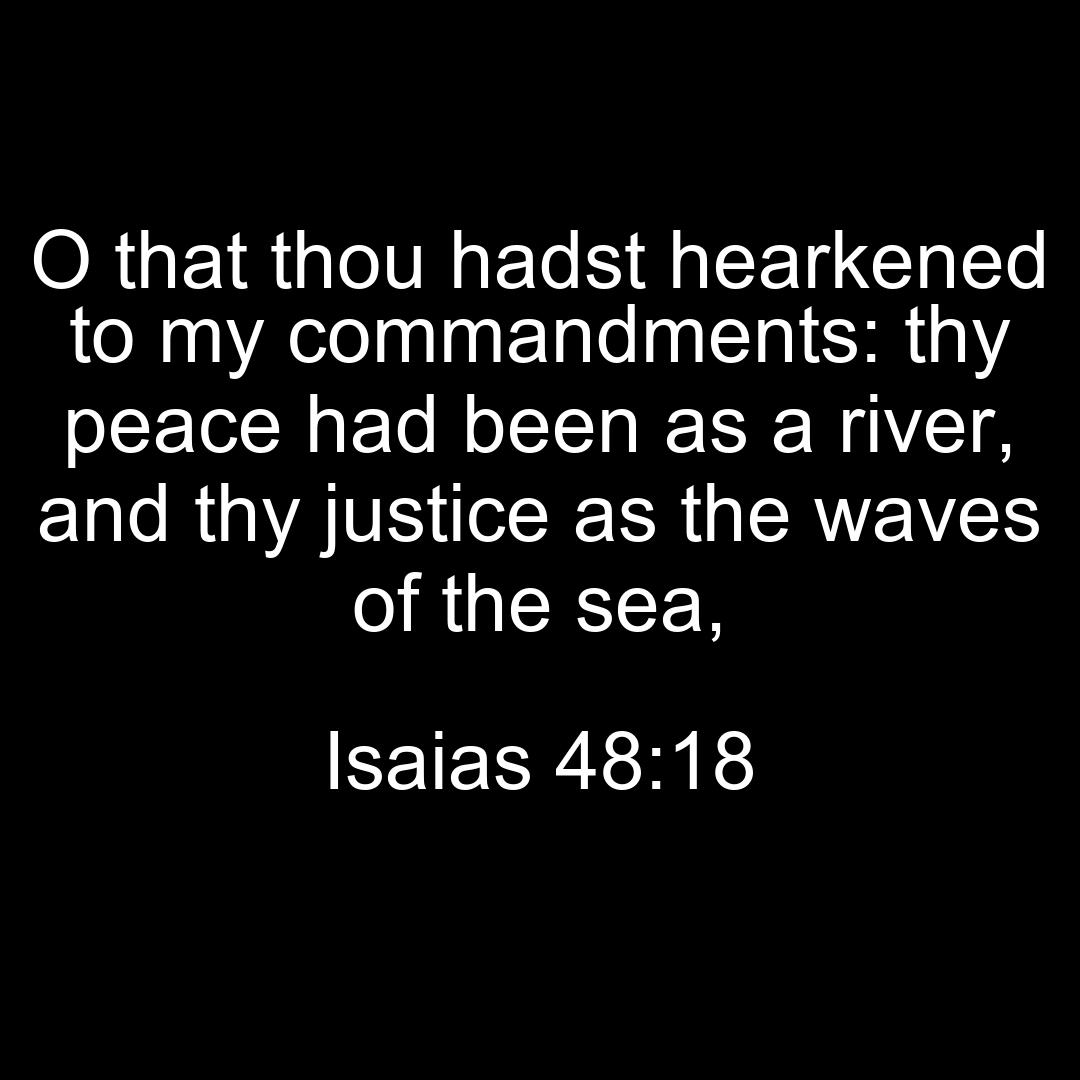 O that thou hadst hearkened
to my commandments: thy
peace had been as a river,
and thy justice as the waves
of the sea,
Isaias 48:18